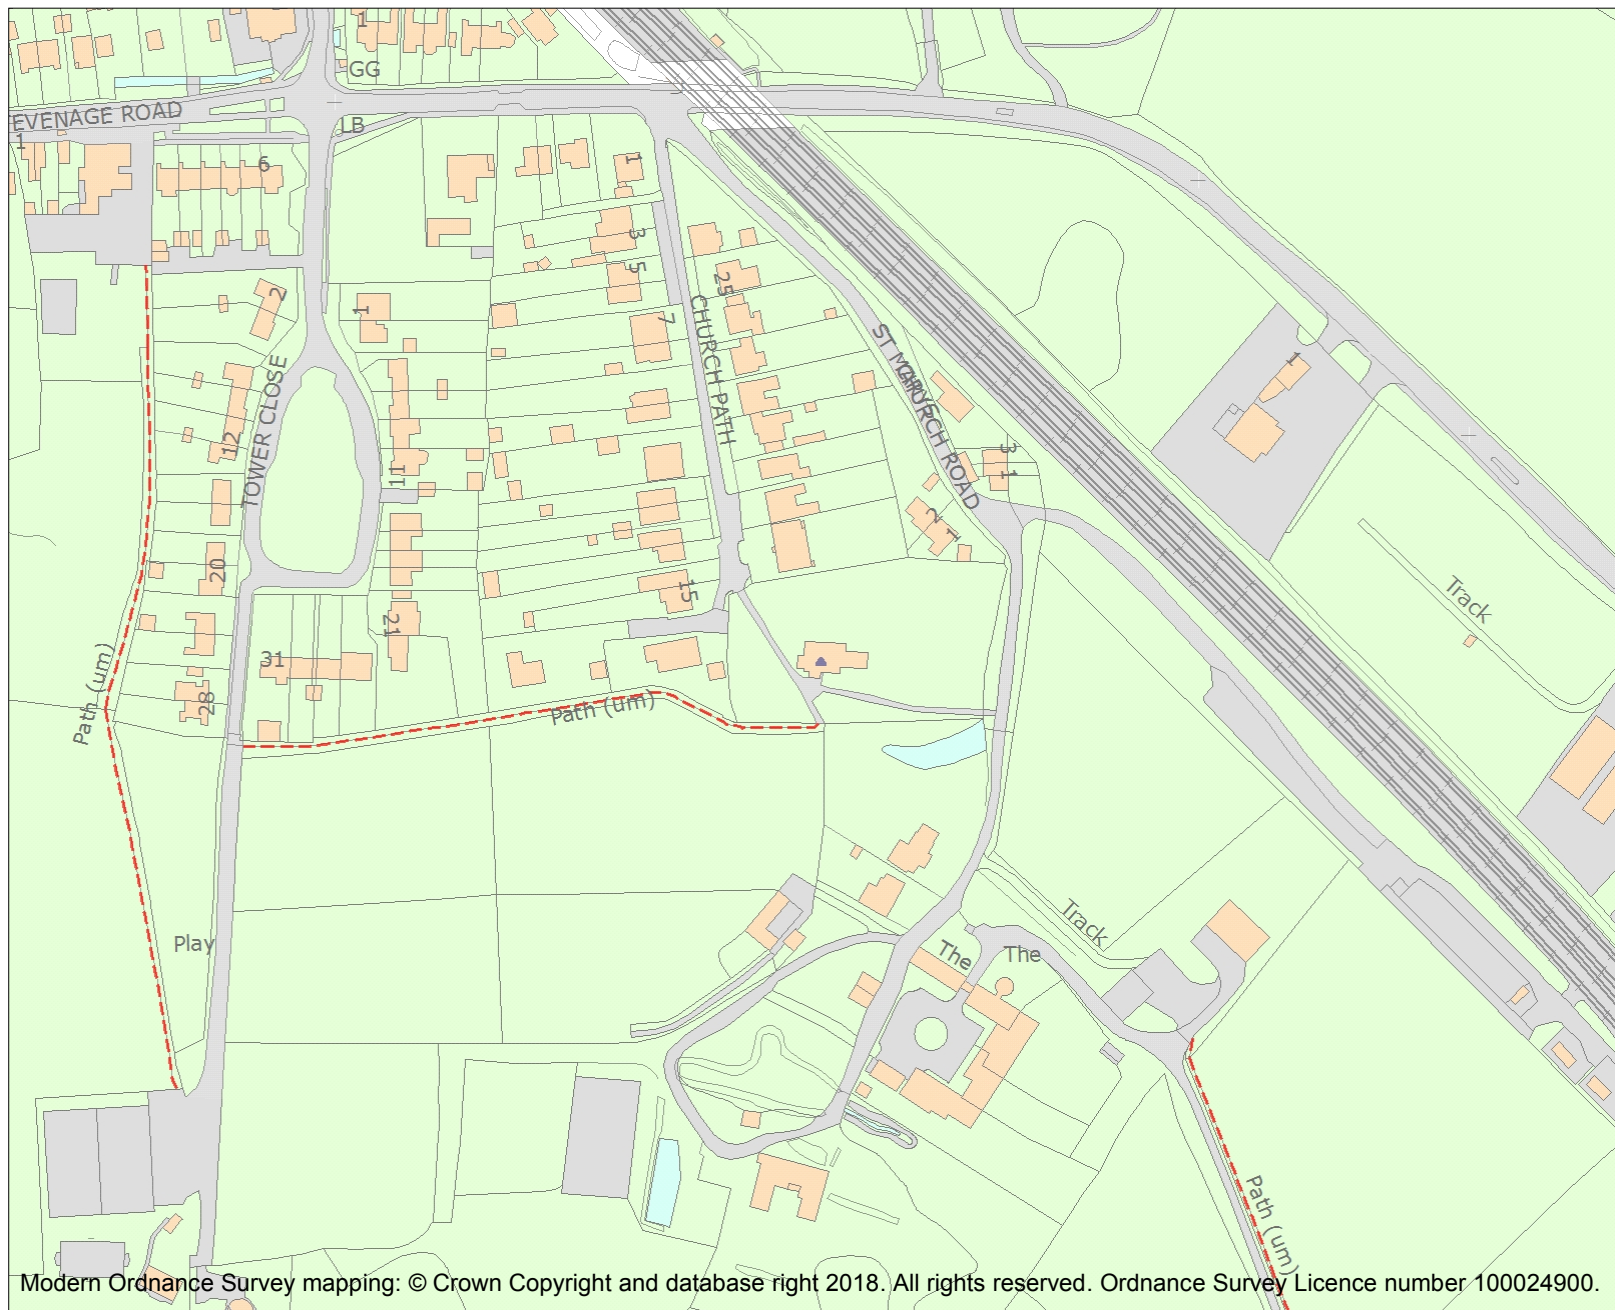 1
GG
EVENAGE ROAD
LB
1
6
1
3
5
2
25
1
7
CHURCH PATH
ST MARY'S
CHURCH ROAD
1
TOWER CLOSE
12
11
3
1
2
1
20
15
Track
21
31
28
Path (um)
Path (um)
Track
Play
The
The
Path (um)
Modern Ordnance Survey mapping: © Crown Copyright and database right 2018. All rights reserved. Ordnance Survey Licence number 100024900.